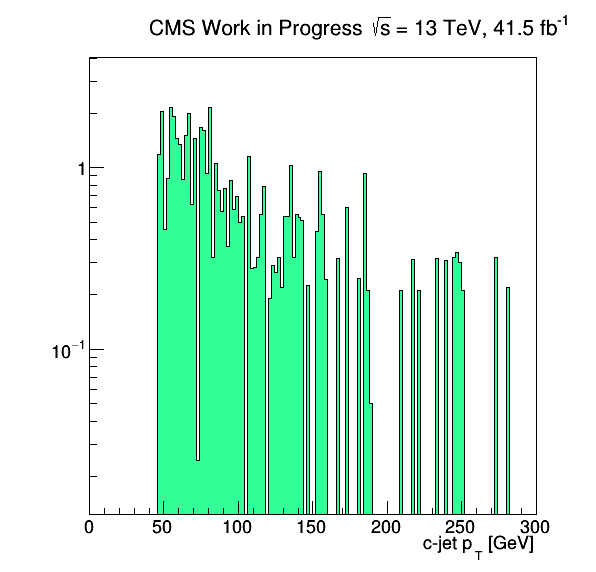 CMS Work in Progress √s = 13 TeV, 41.5 fb⁻¹
1
10⁻¹
0 50 100 150 200 250 300
c-jet p_T [GeV]